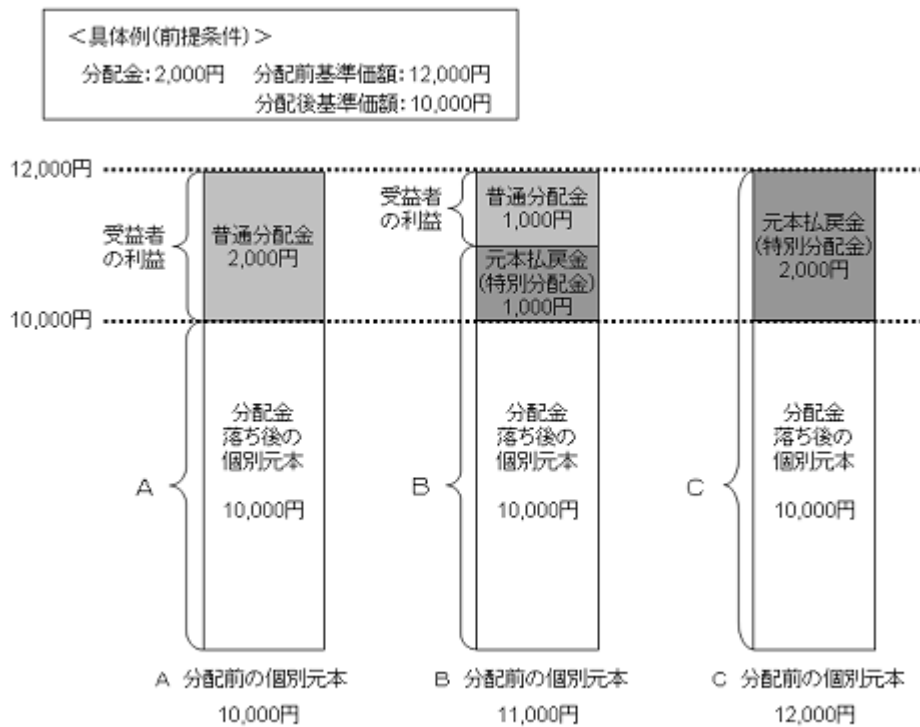 ＜具体例(前提条件)＞
分配金:2,000円 分配前基準価額:12,000円
分配後基準価額:10,000円
12,000円
受益者
の利益
普通分配金
2,000円
10,000円
分配金
落ち後の
個別元本
10,000円
A
A 分配前の個別元本
10,000円
受益者
の利益
普通分配金
1,000円
元本払戻金
(特別分配金)
1,000円
分配金
落ち後の
個別元本
10,000円
B
B 分配前の個別元本
11,000円
元本払戻金
(特別分配金)
2,000円
分配金
落ち後の
個別元本
10,000円
C
C 分配前の個別元本
12,000円